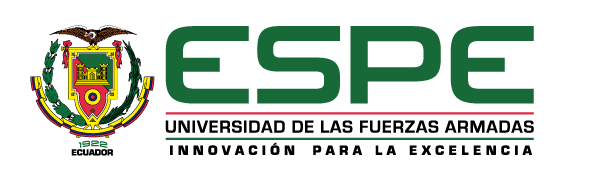 ESPE
UNIVERSIDAD DE LAS FUERZAS ARMADAS
INNOVACIÓN PARA LA EXCELENCIA
1922
ECUADOR